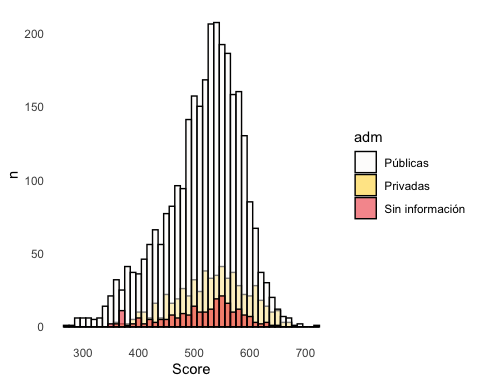 200
150
100
50
0
n
300 400 500 600 700
Score
adm
Públicas
Privadas
Sin información